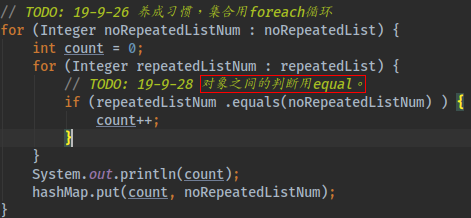 // TODO: 19-9-26 养成习惯，集合用foreach循环
for (Integer noRepeatedListNum : noRepeatedList) {
    int count = 0;
    for (Integer repeatedListNum : repeatedList) {
        // TODO: 19-9-28 对象之间的判断用equal。
        if (repeatedListNum .equals(noRepeatedListNum) ) {
            count++;
        }
    }
    System.out.println(count);
    hashMap.put(count, noRepeatedListNum);
}